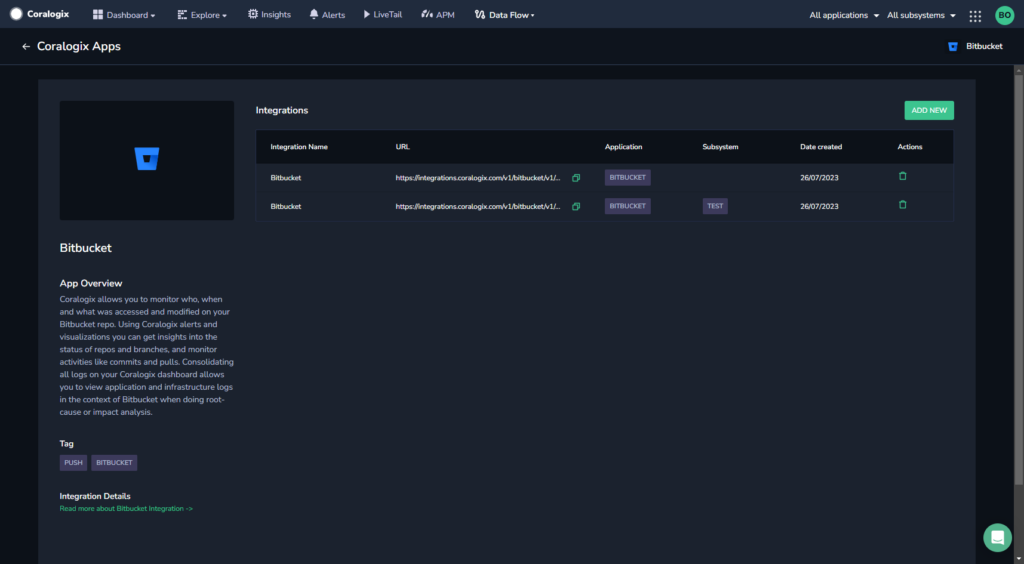 Coralogix Dashboard Explore Insights Alerts LiveTail APM Data Flow All applications All subsystems BO
← Coralogix Apps Bitbucket
Integrations ADD NEW
Integration Name URL Application Subsystem Date created Actions
Bitbucket https://integrations.coralogix.com/v1/bitbucket/v1/... BITBUCKET 26/07/2023
Bitbucket https://integrations.coralogix.com/v1/bitbucket/v1/... BITBUCKET TEST 26/07/2023
Bitbucket
App Overview
Coralogix allows you to monitor who, when
and what was accessed and modified on your
Bitbucket repo. Using Coralogix alerts and
visualizations you can get insights into the
status of repos and branches, and monitor
activities like commits and pulls. Consolidating
all logs on your Coralogix dashboard allows
you to view application and infrastructure logs
in the context of Bitbucket when doing root-
cause or impact analysis.
Tag
PUSH BITBUCKET
Integration Details
Read more about Bitbucket Integration ->